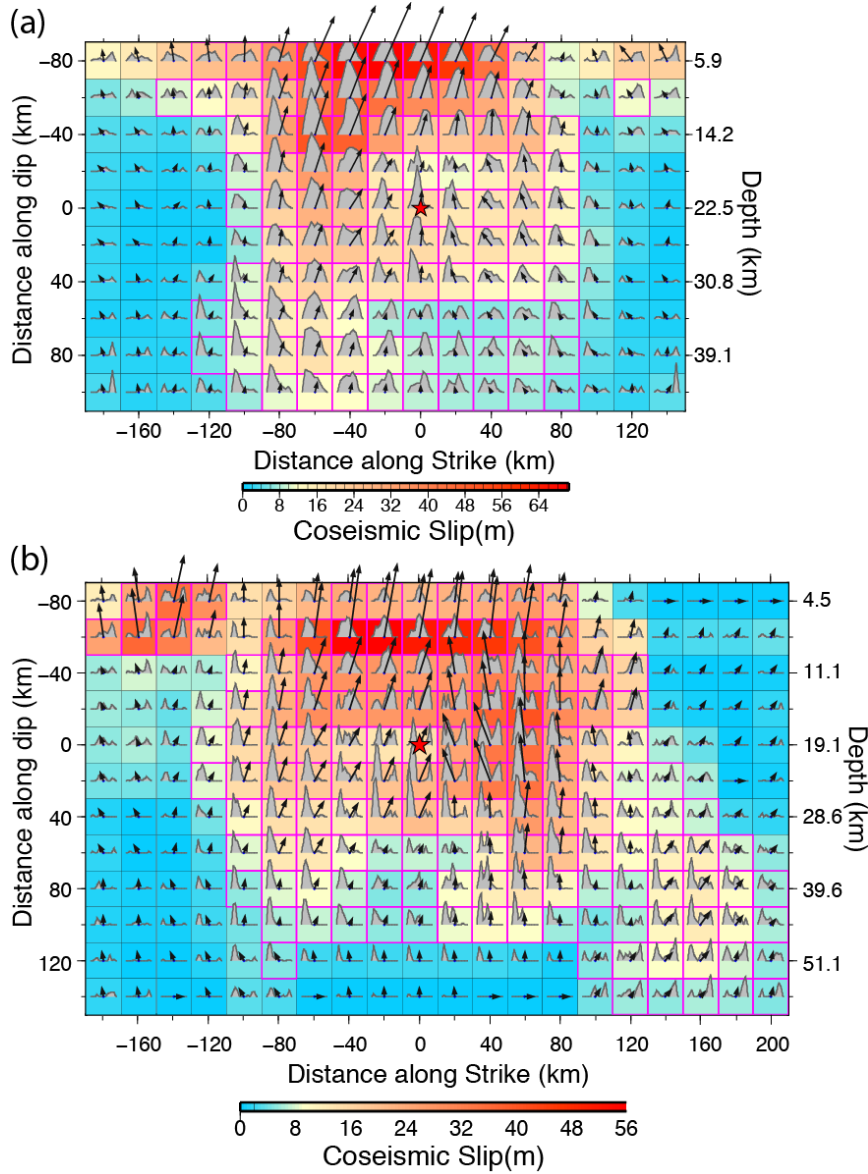 (a)
−80
−40
0
40
80
Distance along dip (km)
5.9
14.2
22.5
30.8
39.1
Depth (km)
−160 −120 −80 −40 0 40 80 120
Distance along Strike (km)
0 8 16 24 32 40 48 56 64
Coseismic Slip(m)
(b)
−80
−40
0
40
80
120
Distance along dip (km)
4.5
11.1
19.1
28.6
39.6
51.1
Depth (km)
−160 −120 −80 −40 0 40 80 120 160 200
Distance along Strike (km)
0 8 16 24 32 40 48 56
Coseismic Slip(m)